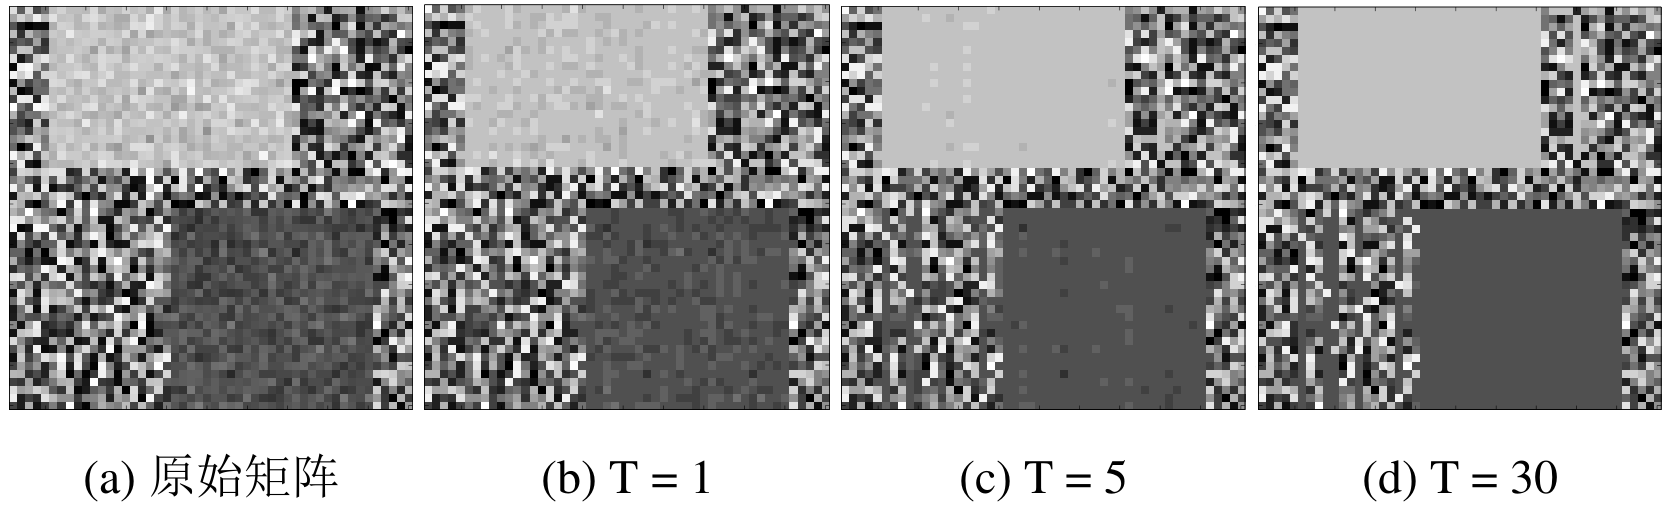 (a) 原始矩阵 (b) T = 1 (c) T = 5 (d) T = 30